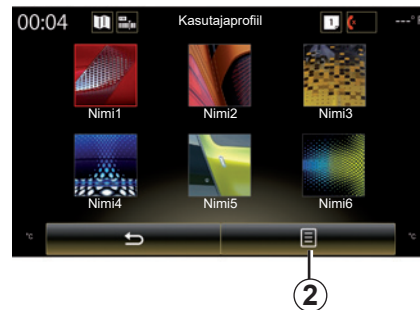 00:04 Kasutajaprofiil 1 ---°
Nimi1 Nimi2 Nimi3
Nimi4 Nimi5 Nimi6
°C °C
2